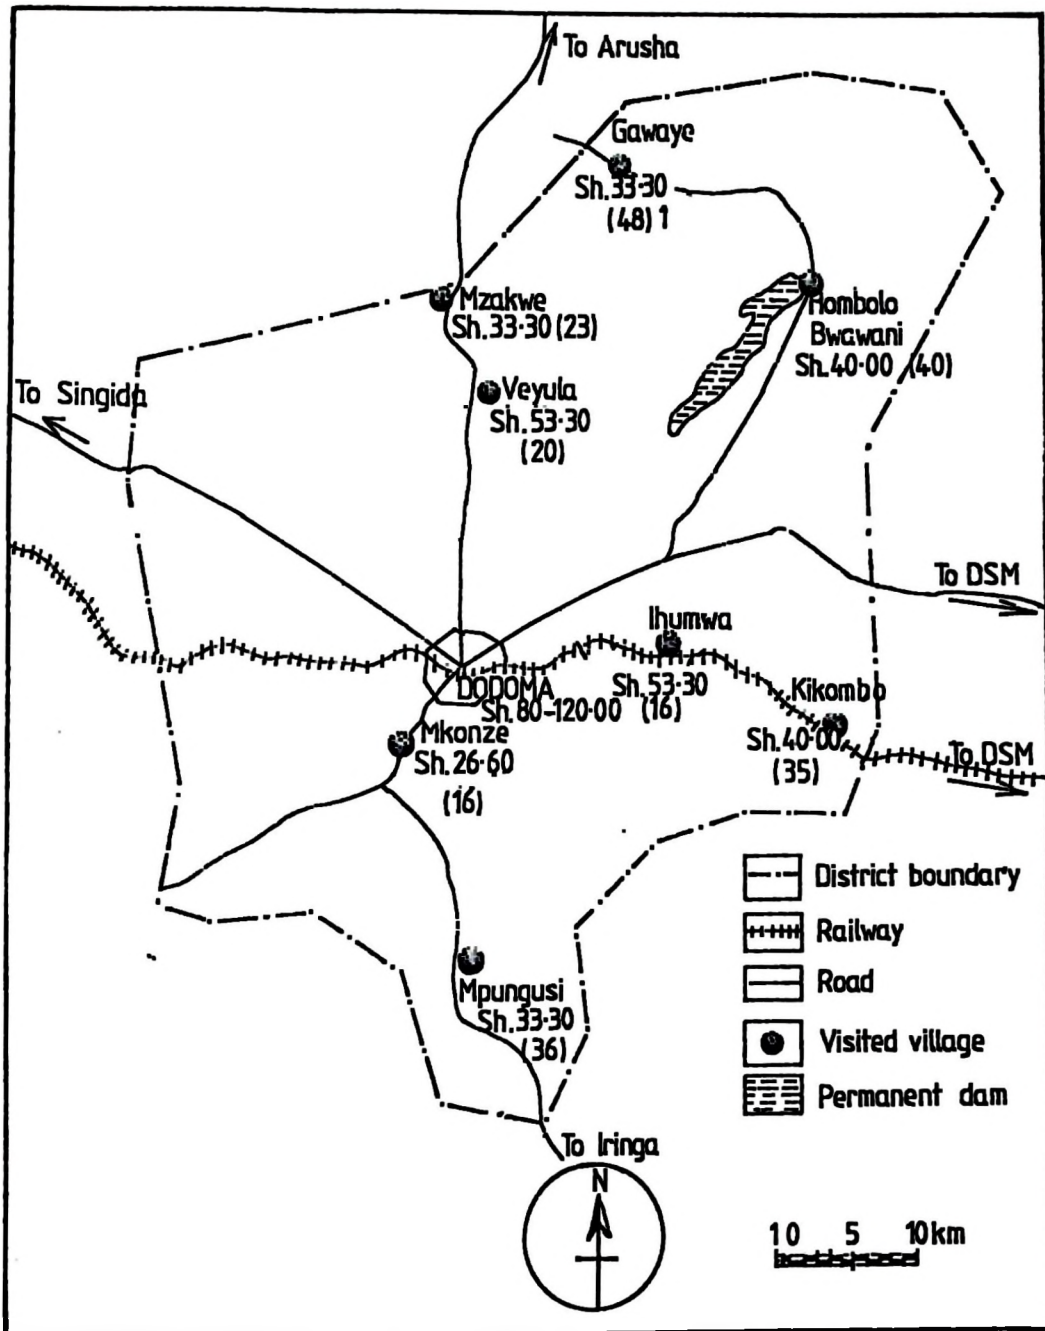 To Arusha
Gawaye
Sh.33·30
(48) 1
Mzakwe
Sh.33·30 (23)
Hombolo
Bwawani
Sh.40·00 (40)
To Singida
Veyula
Sh.53·30
(20)
To DSM
Ihumwa
Sh.53·30
(16)
DODOMA
Sh.80-120·00
Kikombo
Sh.40·00
(35)
To DSM
Mkonze
Sh.26·60
(16)
District boundary
Railway
Road
Mpungusi
Sh.33·30
(36)
Visited village
Permanent dam
To Iringa
N
1 0 5 10km